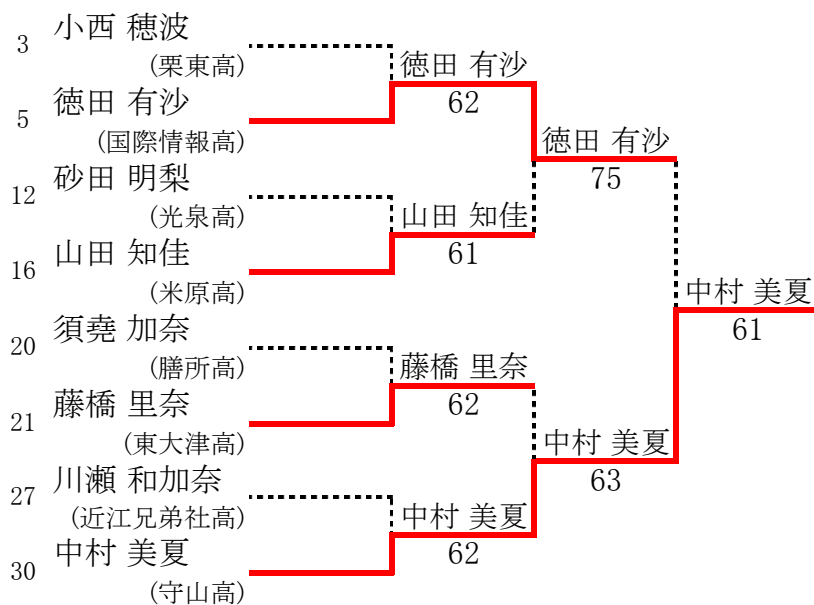 3
小西 穂波
(栗東高)
5
徳田 有沙
(国際情報高)
12
砂田 明梨
(光泉高)
16
山田 知佳
(米原高)
20
須堯 加奈
(膳所高)
21
藤橋 里奈
(東大津高)
27
川瀬 和加奈
(近江兄弟社高)
30
中村 美夏
(守山高)
徳田 有沙
62
山田 知佳
61
藤橋 里奈
62
中村 美夏
62
徳田 有沙
75
中村 美夏
63
中村 美夏
61